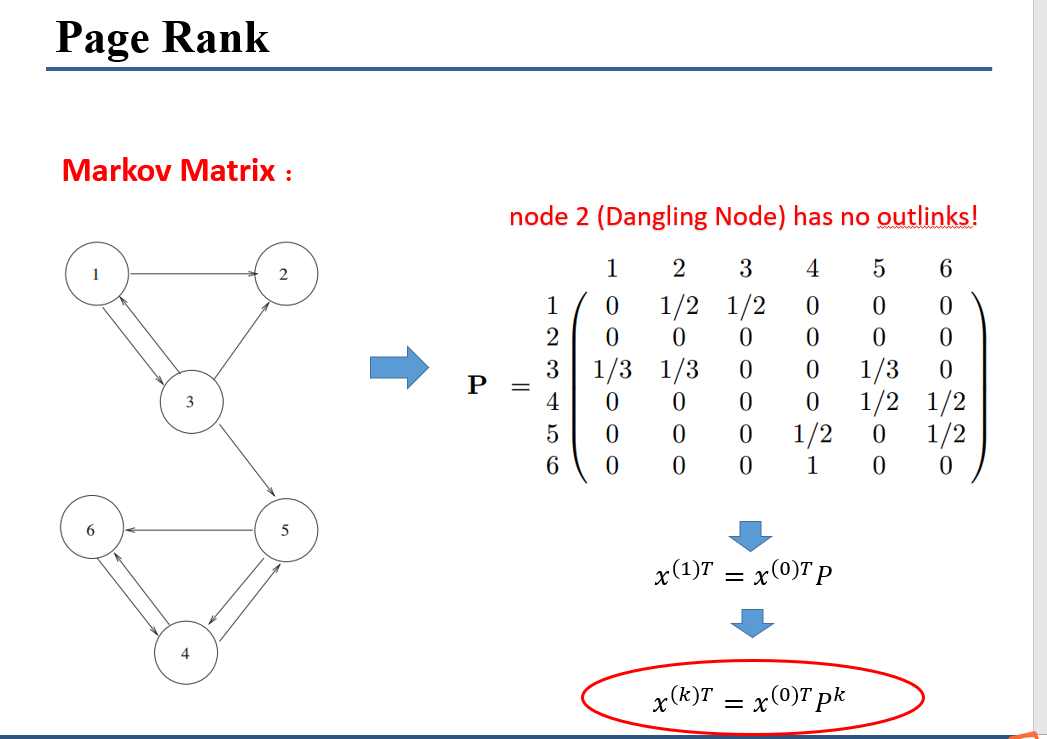 Page Rank
Markov Matrix :
node 2 (Dangling Node) has no outlinks!
1 2
3
6 5
4
1 2 3 4 5 6
1 0 1/2 1/2 0 0 0
2 0 0 0 0 0 0
P = 3 1/3 1/3 0 0 1/3 0
4 0 0 0 0 1/2 1/2
5 0 0 0 1/2 0 1/2
6 0 0 0 1 0 0
x^(1)T = x^(0)T P
x^(k)T = x^(0)T P^k